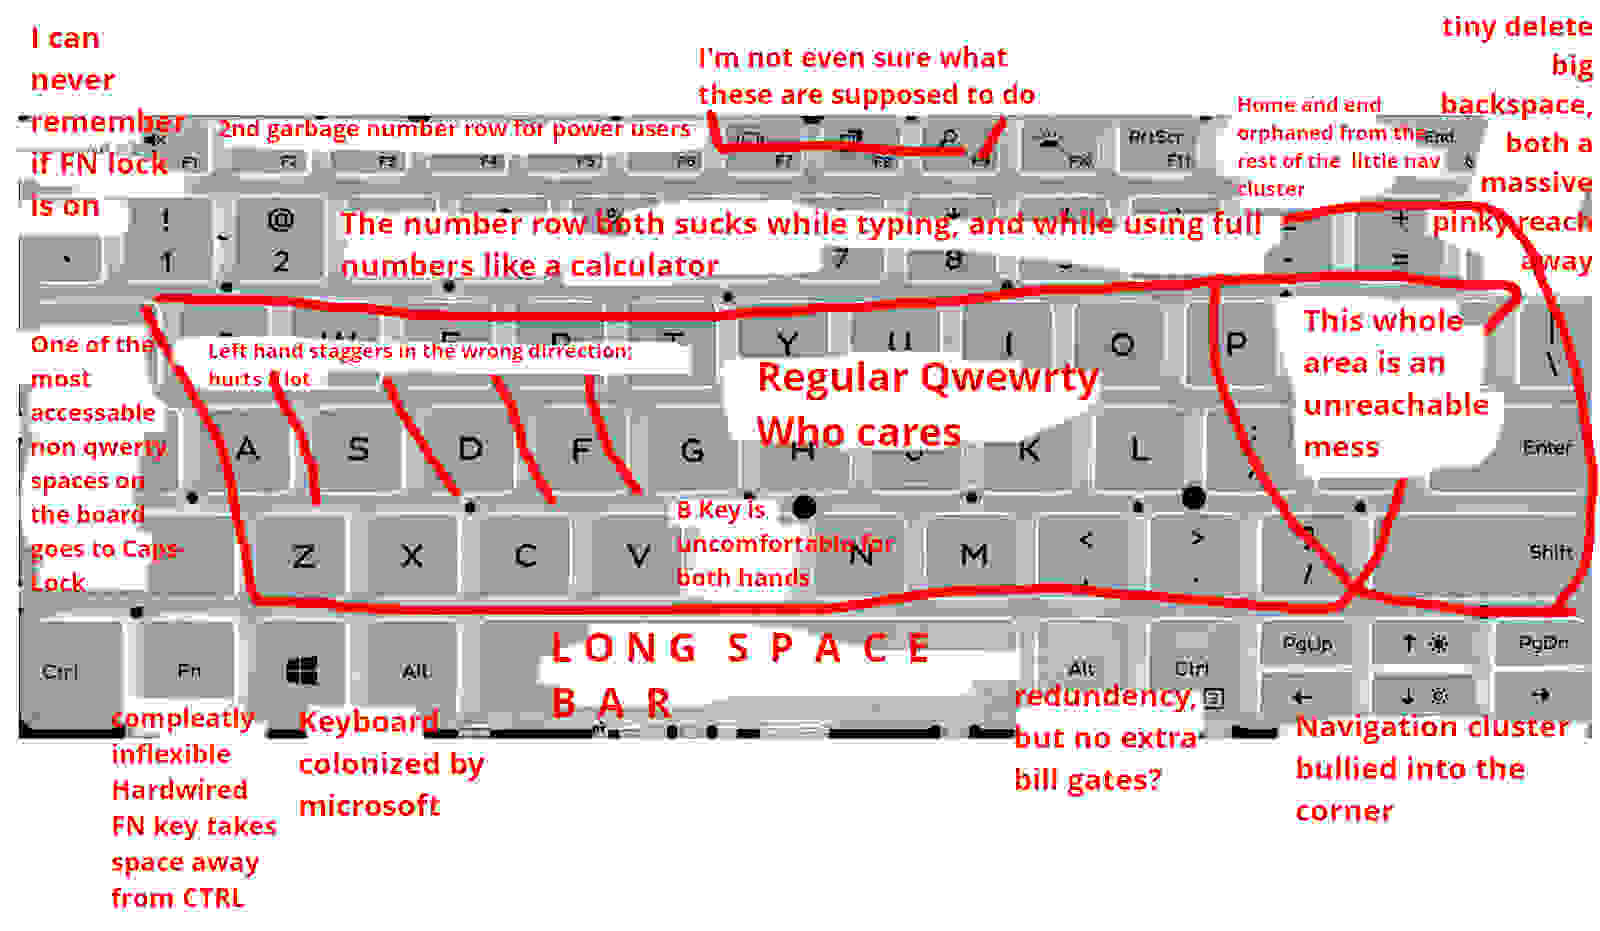 I can
never
remember
if FN lock
is on
I'm not even sure what
these are supposed to do
tiny delete
big
backspace,
both a
massive
pinky reach
away
Home and end
orphaned from the
rest of the little nav
cluster
2nd garbage number row for power users
F1 F2 F3 F4 F5 F6 F7 F8 F9 F10 PrtScr F11 End
The number row both sucks while typing, and while using full
numbers like a calculator
! @
1 2 7 8 - + =
One of the
most
accessable
non qwerty
spaces on
the board
goes to Caps-
Lock
Left hand staggers in the wrong dirrection;
hurts a lot
Y U I O P | \
Regular Qwewrty
Who cares
This whole
area is an
unreachable
mess
A S D F G H K L ; Enter
B Key is
uncomfortable for
both hands
Z X C V N M < , > . ? / Shift
LONG SPACE
BAR
Ctrl Fn Alt Alt Ctrl PgUp ↑ PgDn
← ↓ →
compleatly
inflexible
Hardwired
FN key takes
space away
from CTRL
Keyboard
colonized by
microsoft
redundency,
but no extra
bill gates?
Navigation cluster
bullied into the
corner